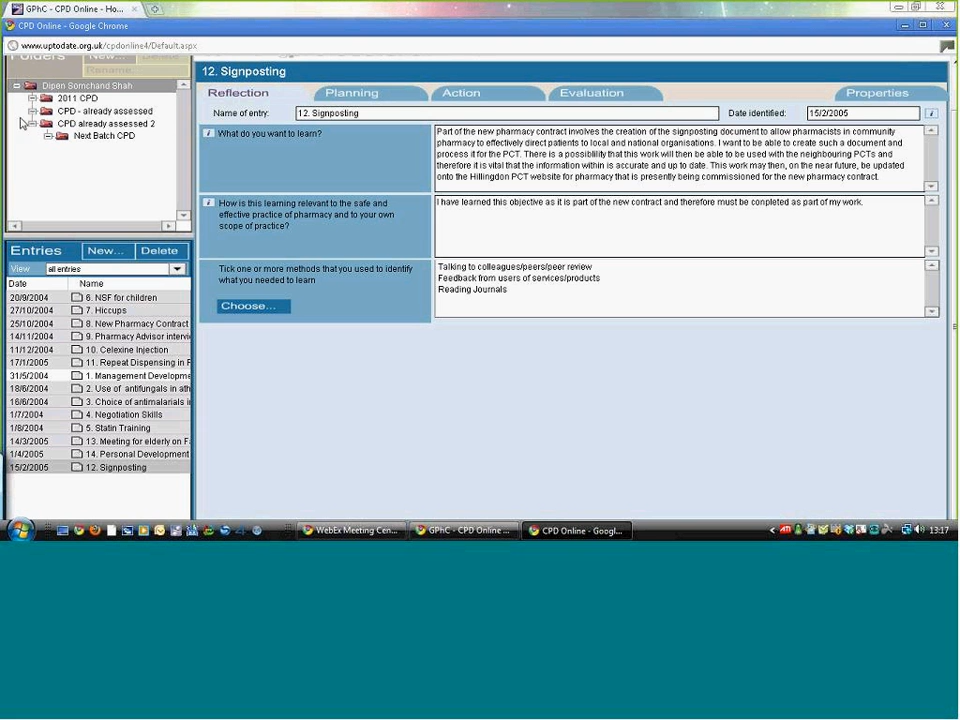 GPhC - CPD Online - Ho...
CPD Online - Google Chrome
www.uptodate.org.uk/cpdonline4/Default.aspx
Folders New... Delete
Rename
Dipen Somchand Shah
2011 CPD
CPD - already assessed
CPD already assessed 2
Next Batch CPD
Entries New... Delete
View all entries
Date Name
20/9/2004 6. NSF for children
27/10/2004 7. Hiccups
25/10/2004 8. New Pharmacy Contract
14/11/2004 9. Pharmacy Advisor intervi
11/12/2004 10. Celexine Injection
17/1/2005 11. Repeat Dispensing in F
31/5/2004 1. Management Developme
18/6/2004 2. Use of antifungals in ath
16/6/2004 3. Choice of antimalarials i
1/7/2004 4. Negotiation Skills
1/8/2004 5. Statin Training
14/3/2005 13. Meeting for elderly on F
1/4/2005 14. Personal Development
15/2/2005 12. Signposting
12. Signposting
Reflection Planning Action Evaluation Properties
Name of entry: 12. Signposting Date identified: 15/2/2005
What do you want to learn?
Part of the new pharmacy contract involves the creation of the signposting document to allow pharmacists in community
pharmacy to effectively direct patients to local and national organisations. I want to be able to create such a document and
process it for the PCT. There is a possiblility that this work will then be able to be used with the neighbouring PCTs and
therefore it is vital that the information within is accurate and up to date. This work may then, on the near future, be updated
onto the Hillingdon PCT website for pharmacy that is presently being commissioned for the new pharmacy contract.
How is this learning relevant to the safe and
effective practice of pharmacy and to your own
scope of practice?
I have learned this objective as it is part of the new contract and therefore must be completed as part of my work.
Tick one or more methods that you used to identify
what you needed to learn
Choose...
Talking to colleagues/peers/peer review
Feedback from users of services/products
Reading Journals
WebEx Meeting Cen... GPhC - CPD Online ... CPD Online - Googl... 13:17